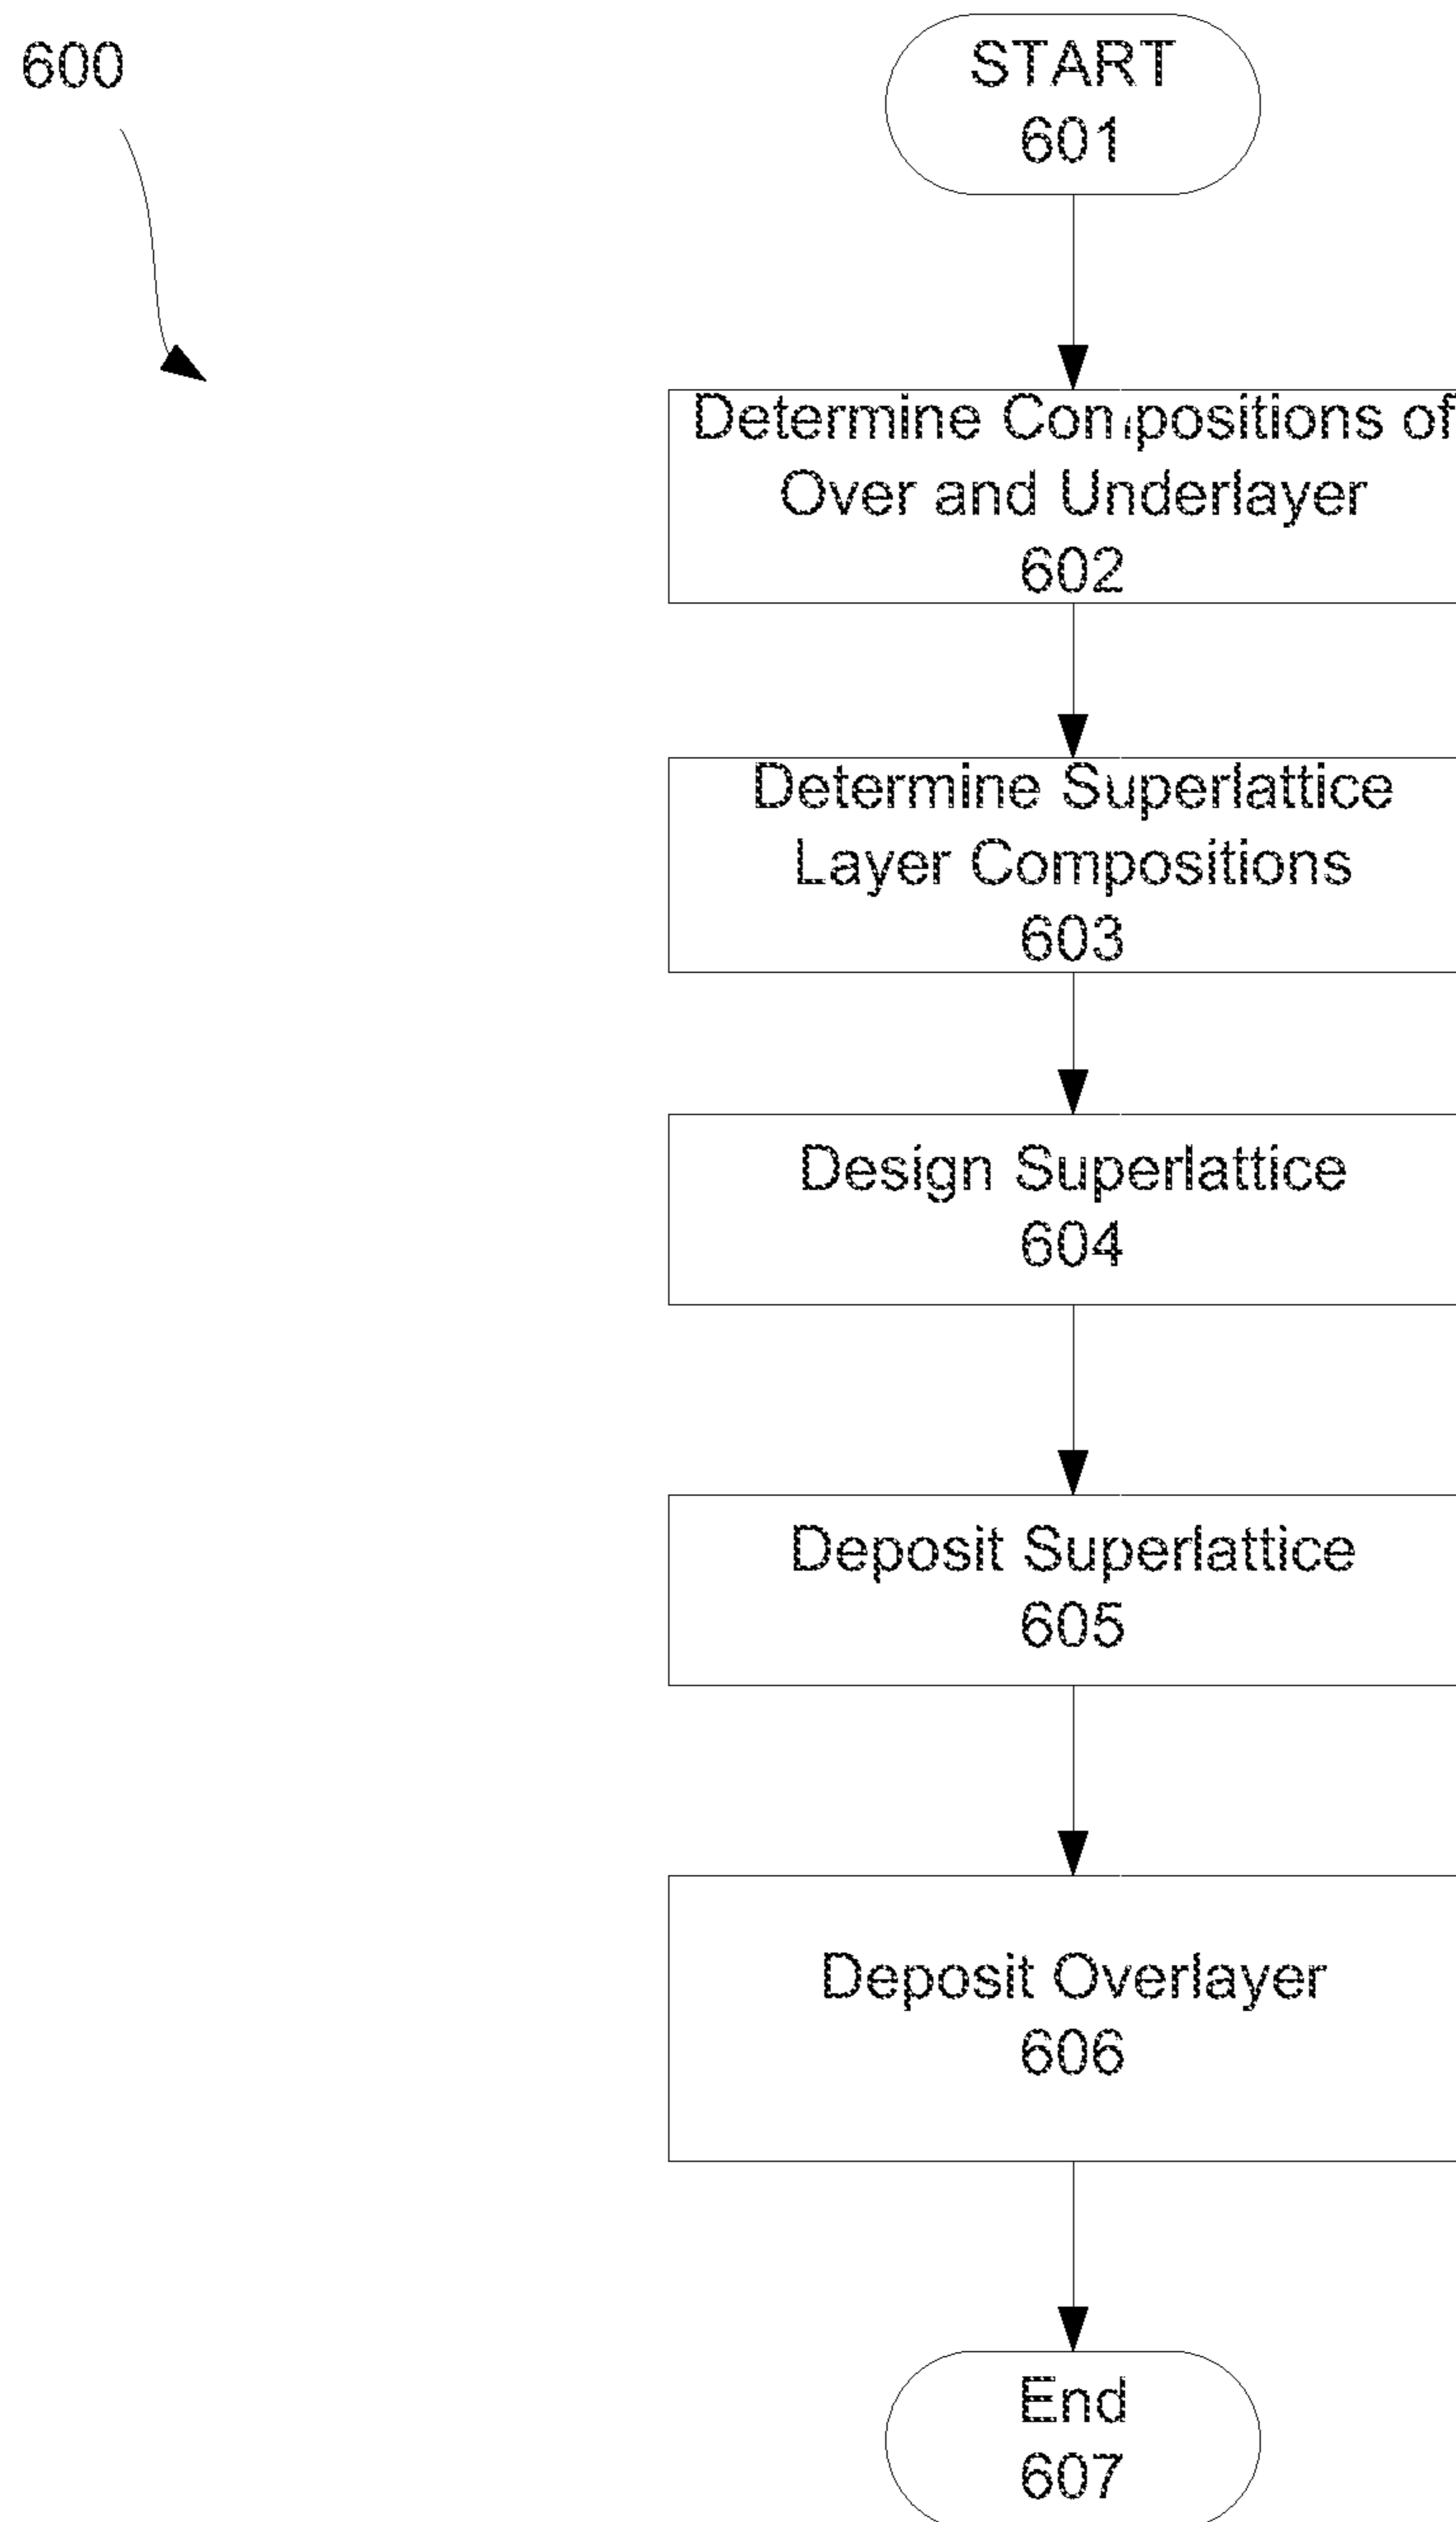 600
START
601
Determine Compositions of
Over and Underlayer
602
Determine Superlattice
Layer Compositions
603
Design Superlattice
604
Deposit Superlattice
605
Deposit Overlayer
606
End
607